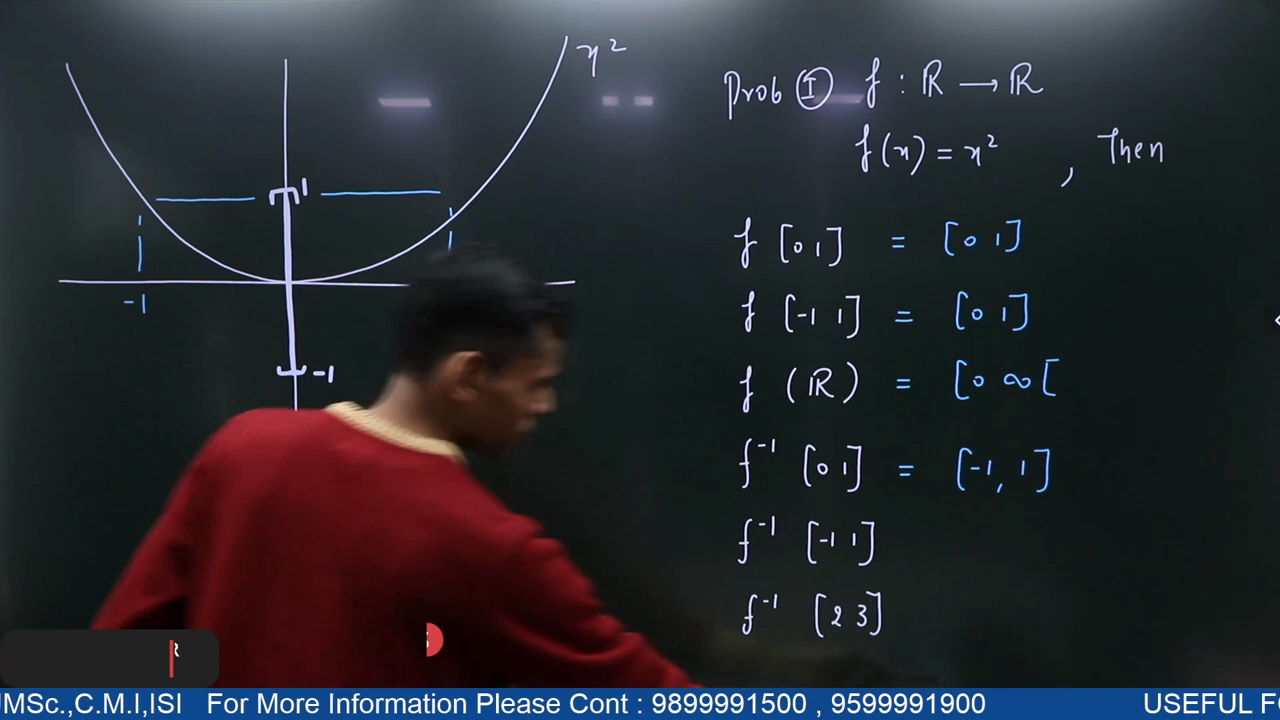 x²
1
-1
-1
Prob Ⓘ f : ℝ → ℝ
f(x) = x² , Then
f [0 1] = [0 1]
f [-1 1] = [0 1]
f (ℝ) = [0 ∞[
f⁻¹ [0 1] = [-1, 1]
f⁻¹ [-1 1]
f⁻¹ [2 3]
MSc.,C.M.I,ISI For More Information Please Cont : 9899991500 , 9599991900 USEFUL